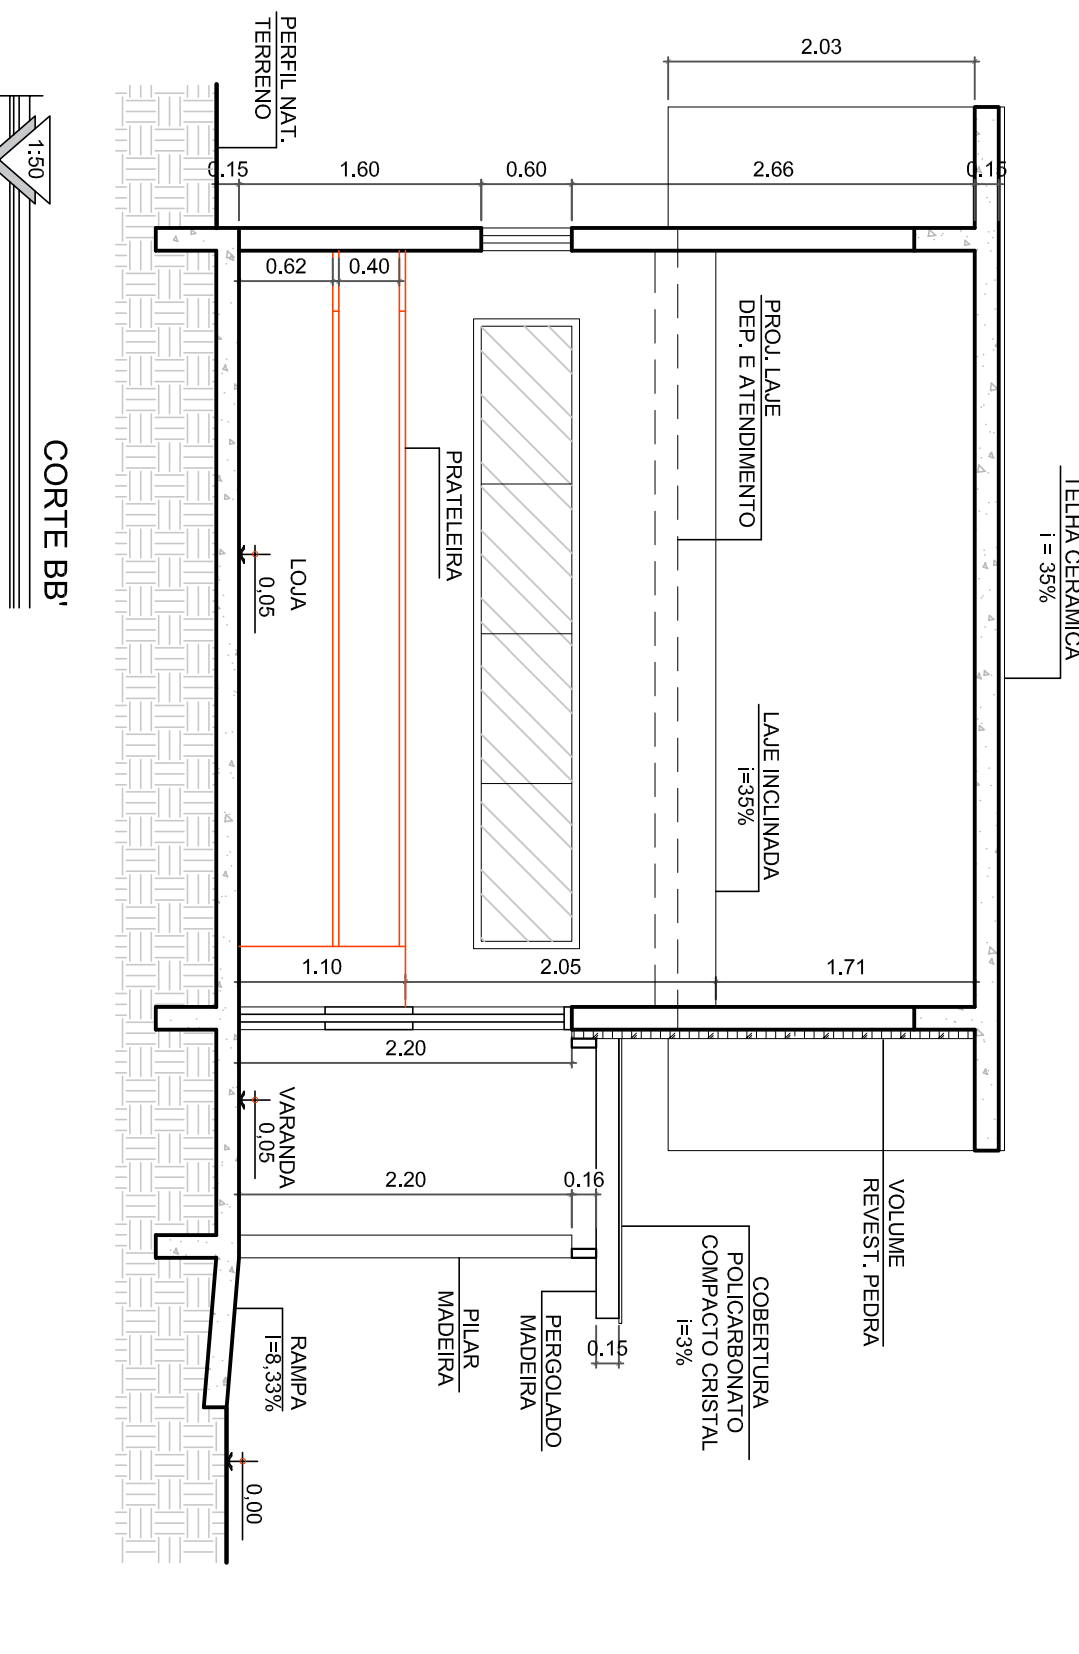 TELHA CERÂMICA
i = 35%
2.03
0.15
1.60
0.60
2.66
0.15
PERFIL NAT.
TERRENO
0.62
0.40
PROJ. LAJE
DEP. E ATENDIMENTO
PRATELEIRA
LOJA
0,05
LAJE INCLINADA
i=35%
1.10
2.05
1.71
2.20
VARANDA
0,05
2.20
0.16
VOLUME
REVEST. PEDRA
COBERTURA
POLICARBONATO
COMPACTO CRISTAL
i=3%
0.15
PERGOLADO
MADEIRA
PILAR
MADEIRA
RAMPA
I=8,33%
0,00
CORTE BB'
1:50